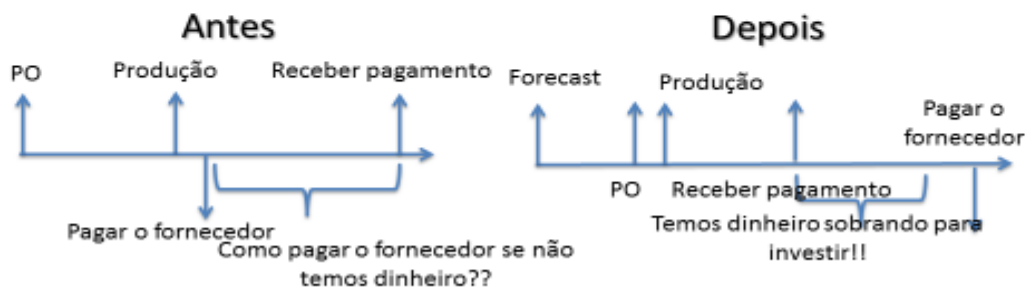 Antes
PO
Produção
Receber pagamento
Pagar o fornecedor
Como pagar o fornecedor se não
temos dinheiro??
Depois
Forecast
Produção
Pagar o
fornecedor
PO
Receber pagamento
Temos dinheiro sobrando para
investir!!